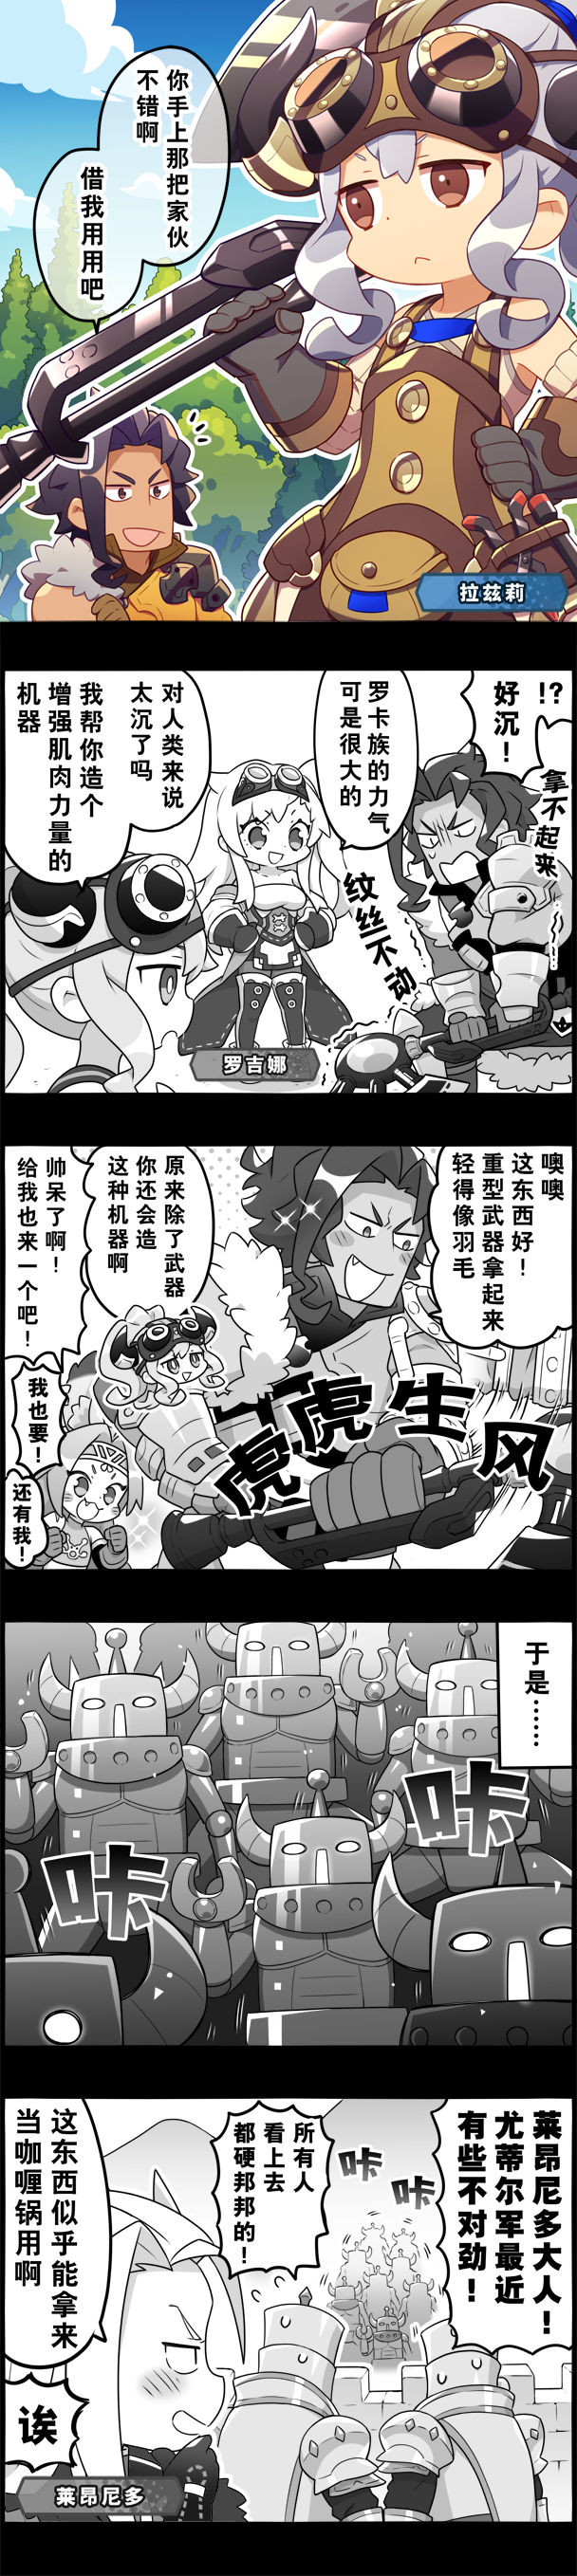 你手上那把家伙
不错啊
借我用用吧
拉兹莉
!?
好沉！
拿不起来……
罗卡族的力气
可是很大的
纹丝不动
罗吉娜
对人类来说
太沉了吗
我帮你造个
增强肌肉力量的
机器
噢噢
这东西好！
重型武器拿起来
轻得像羽毛
虎虎生风
原来除了武器
你还会造
这种机器啊
帅呆了啊！
给我也来一个吧！
我也要！
还有我！
于是……
咔
咔
莱昂尼多大人！
尤蒂尔军最近
有些不对劲！
咔
咔
所有人
看上去
都硬邦邦的！
这东西似乎能拿来
当咖喱锅用啊
诶
莱昂尼多